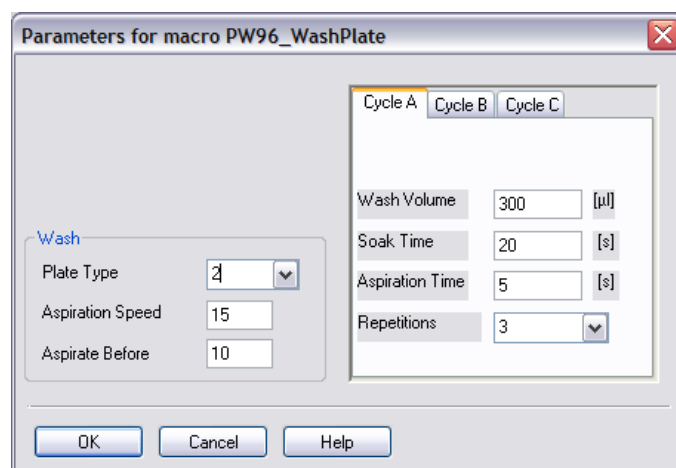 Parameters for macro PW96_WashPlate
Cycle A Cycle B Cycle C
Wash Volume 300 [µl]
Soak Time 20 [s]
Aspiration Time 5 [s]
Repetitions 3
Wash
Plate Type 2
Aspiration Speed 15
Aspirate Before 10
OK Cancel Help